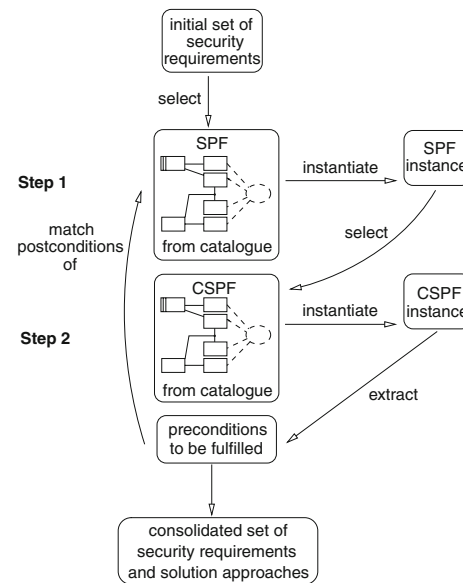 initial set of
security
requirements
select
SPF
from catalogue
instantiate
SPF
instance
Step 1
match
postconditions
of
select
CSPF
from catalogue
instantiate
CSPF
instance
Step 2
extract
preconditions
to be fulfilled
consolidated set of
security requirements
and solution approaches